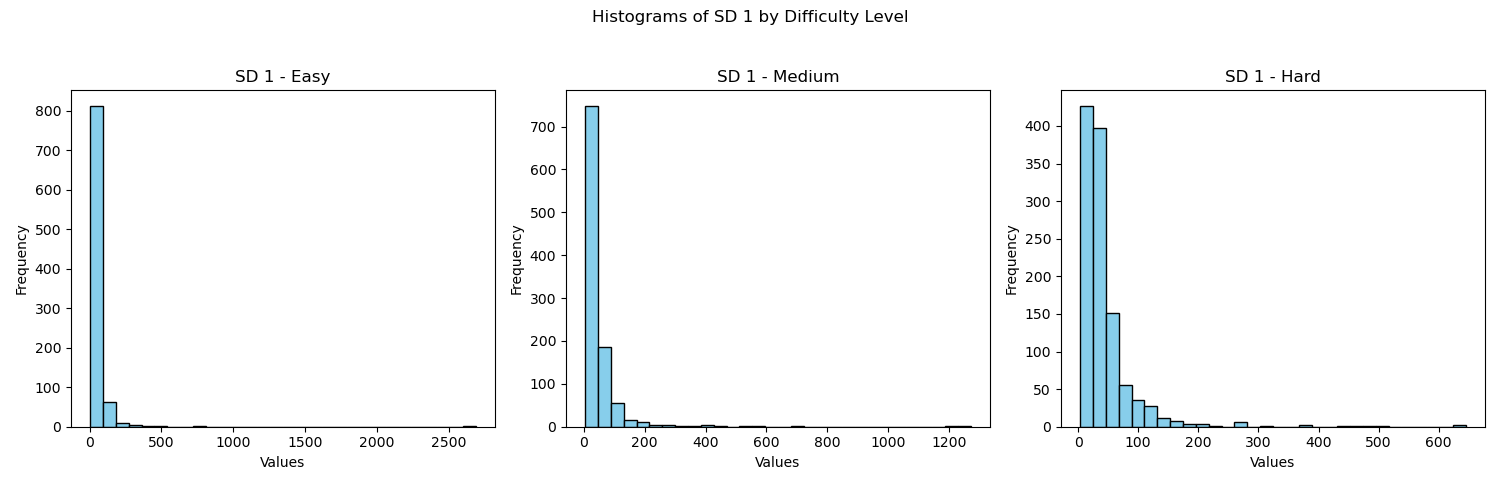 Histograms of SD 1 by Difficulty Level
SD 1 - Easy
800
700
600
500
400
300
200
100
0
Frequency
0 500 1000 1500 2000 2500
Values
SD 1 - Medium
700
600
500
400
300
200
100
0
Frequency
0 200 400 600 800 1000 1200
Values
SD 1 - Hard
400
350
300
250
200
150
100
50
0
Frequency
0 100 200 300 400 500 600
Values